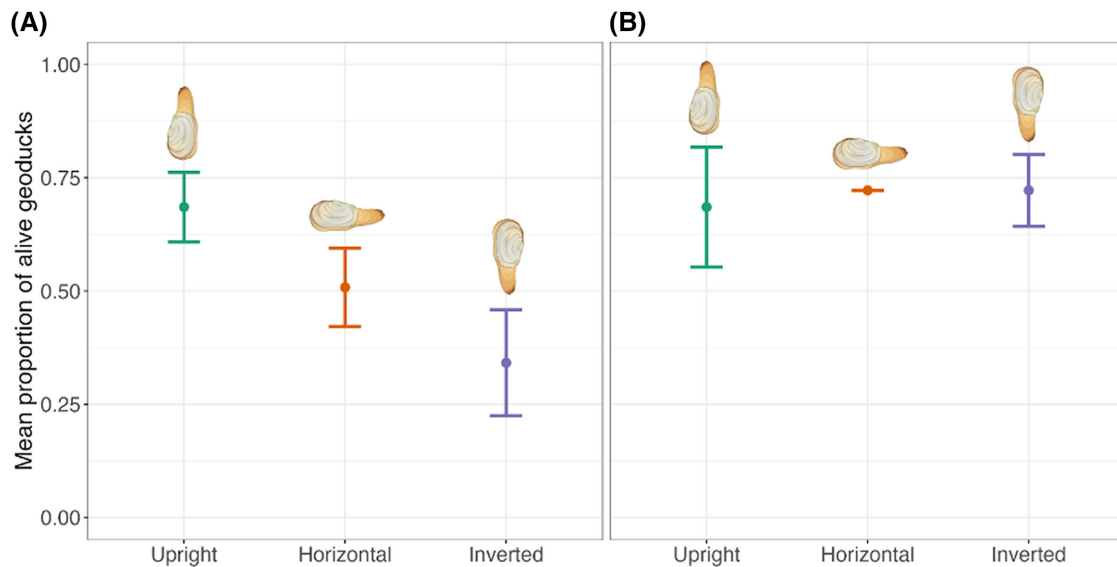 (A)
(B)
Mean proportion of alive geoducks
1.00
0.75
0.50
0.25
0.00
Upright Horizontal Inverted
Upright Horizontal Inverted